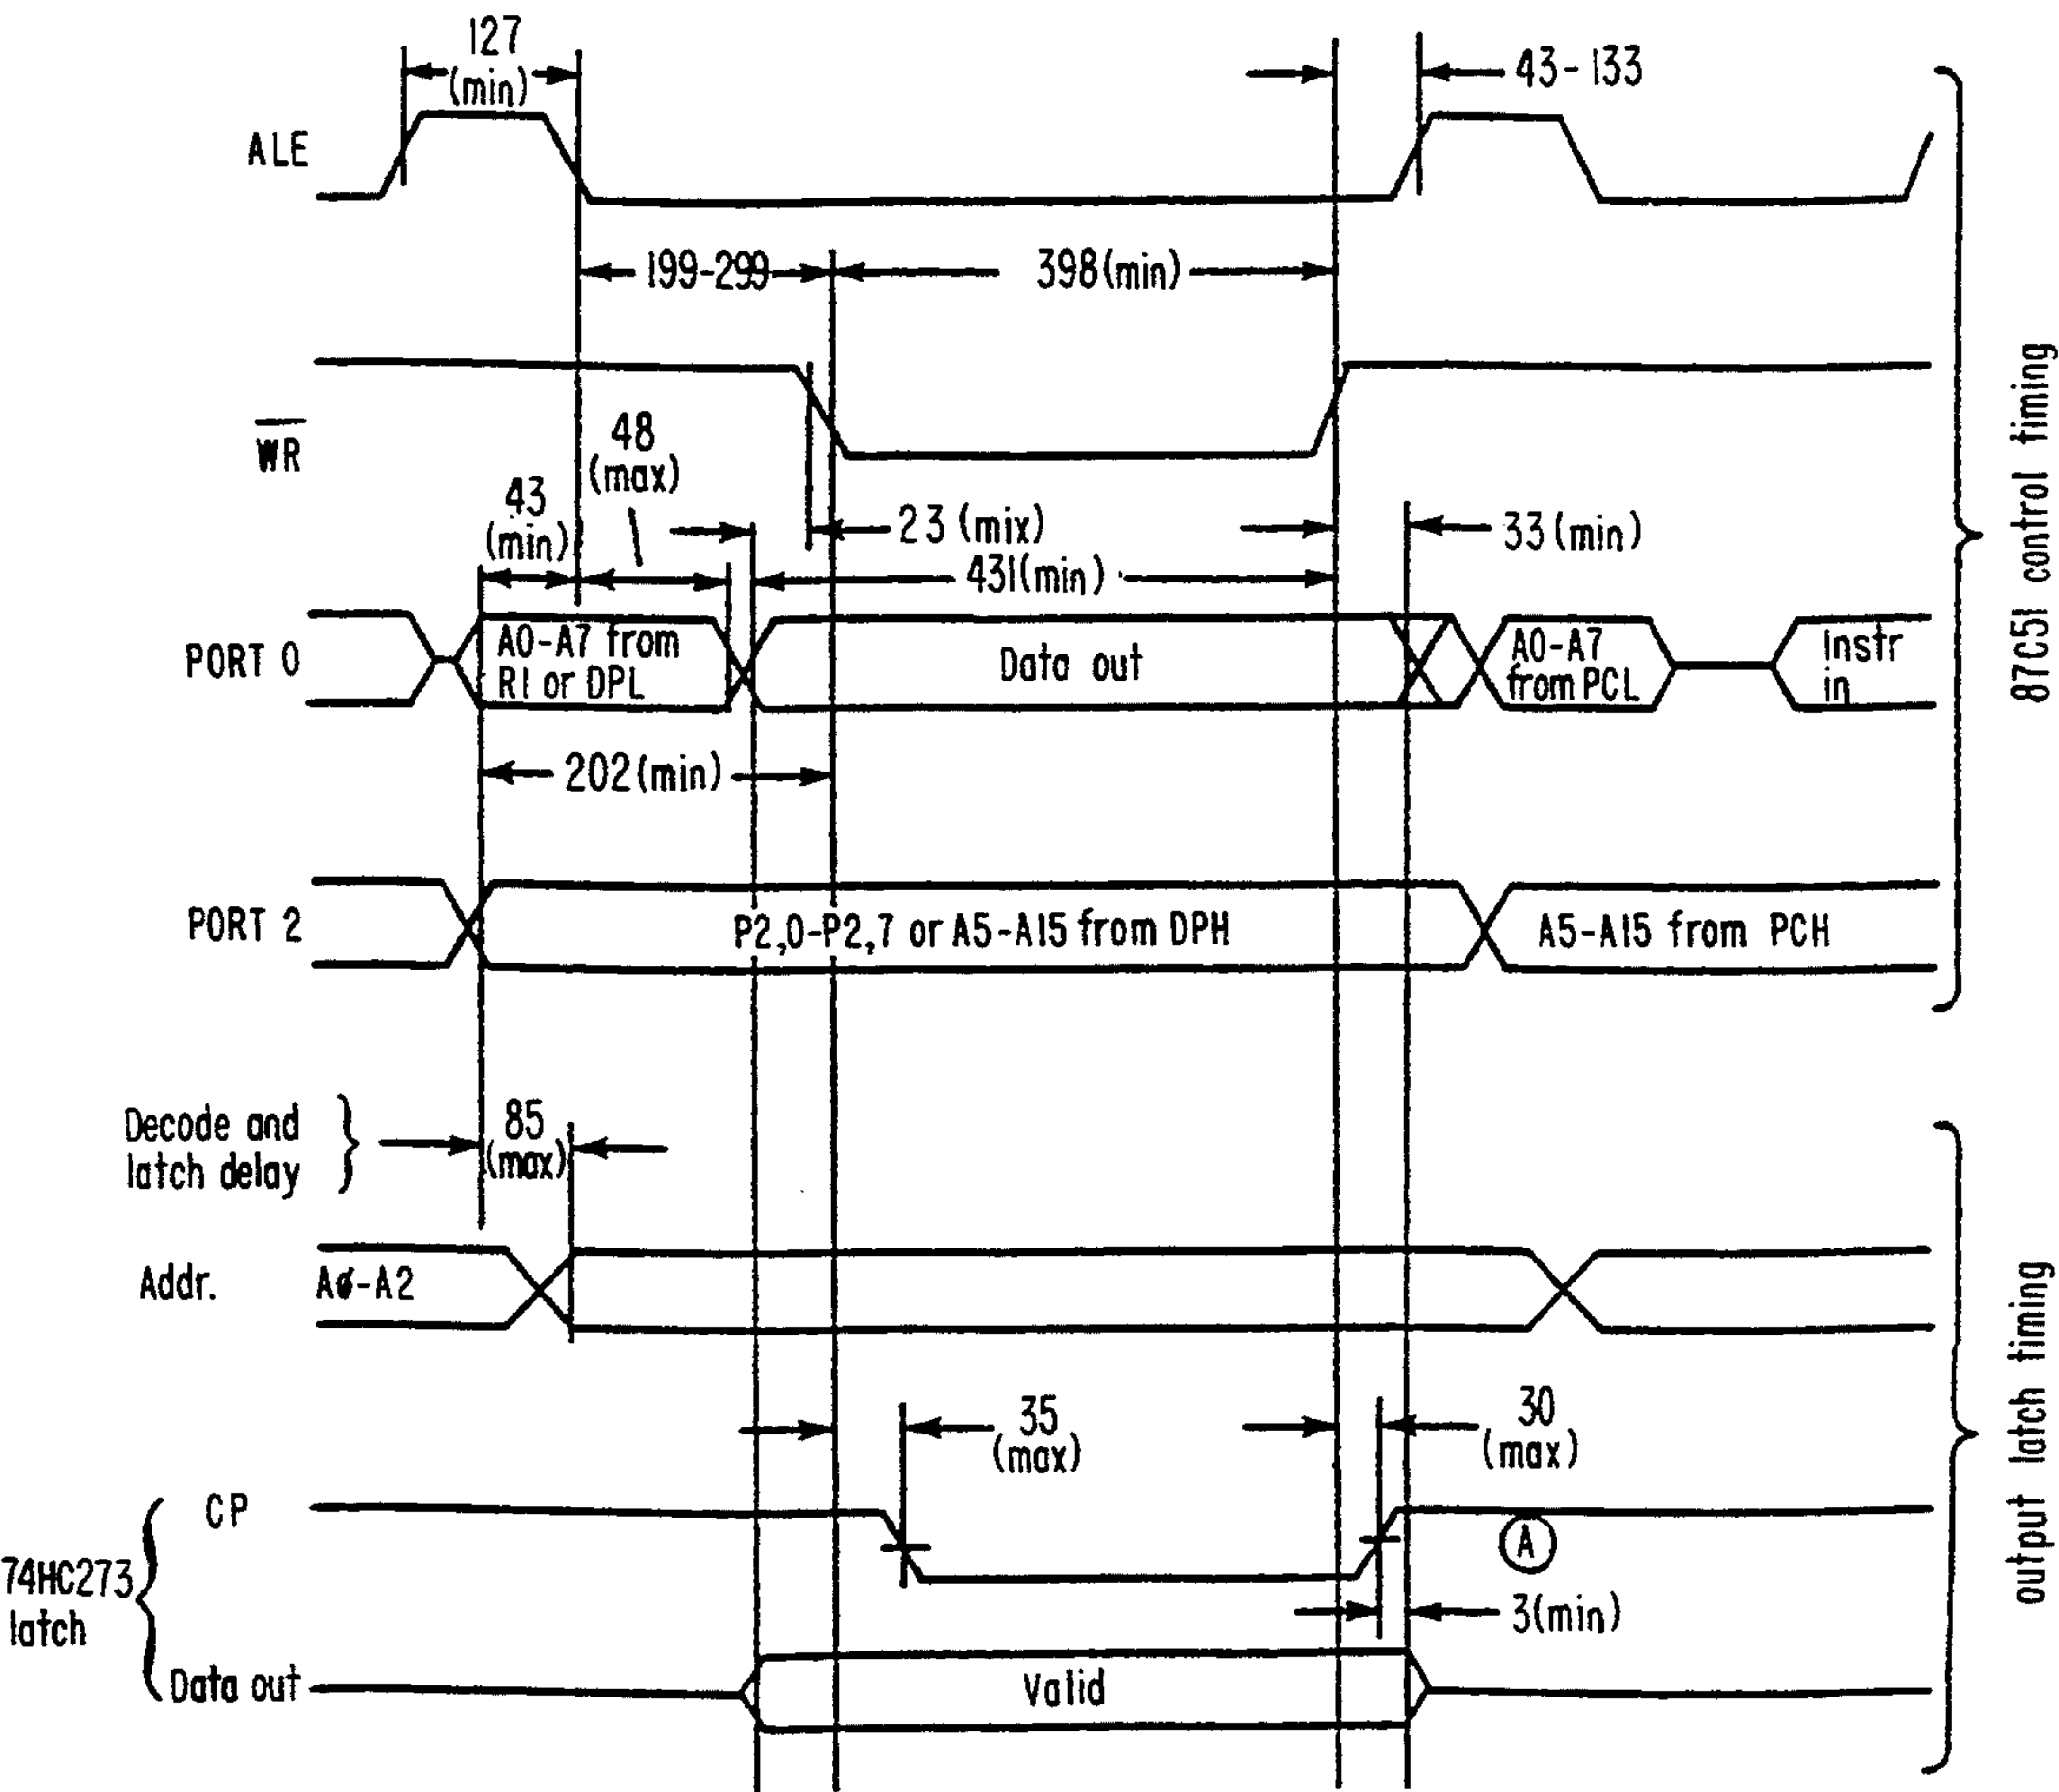 127
(min)
43-133
ALE
199-299
398(min)
WR
48
(max)
43
(min)
23 (mix)
33(min)
431(min)
PORT 0
A0-A7 from
RI or DPL
Data out
A0-A7
from PCL
Instr
in
202(min)
PORT 2
P2,0-P2,7 or A5-A15 from DPH
A5-A15 from PCH
87C51 control timing
Decode and
latch delay
85
(max)
Addr.
A0-A2
35
(max)
30
(max)
CP
A
74HC273
latch
3(min)
Data out
Valid
output latch timing